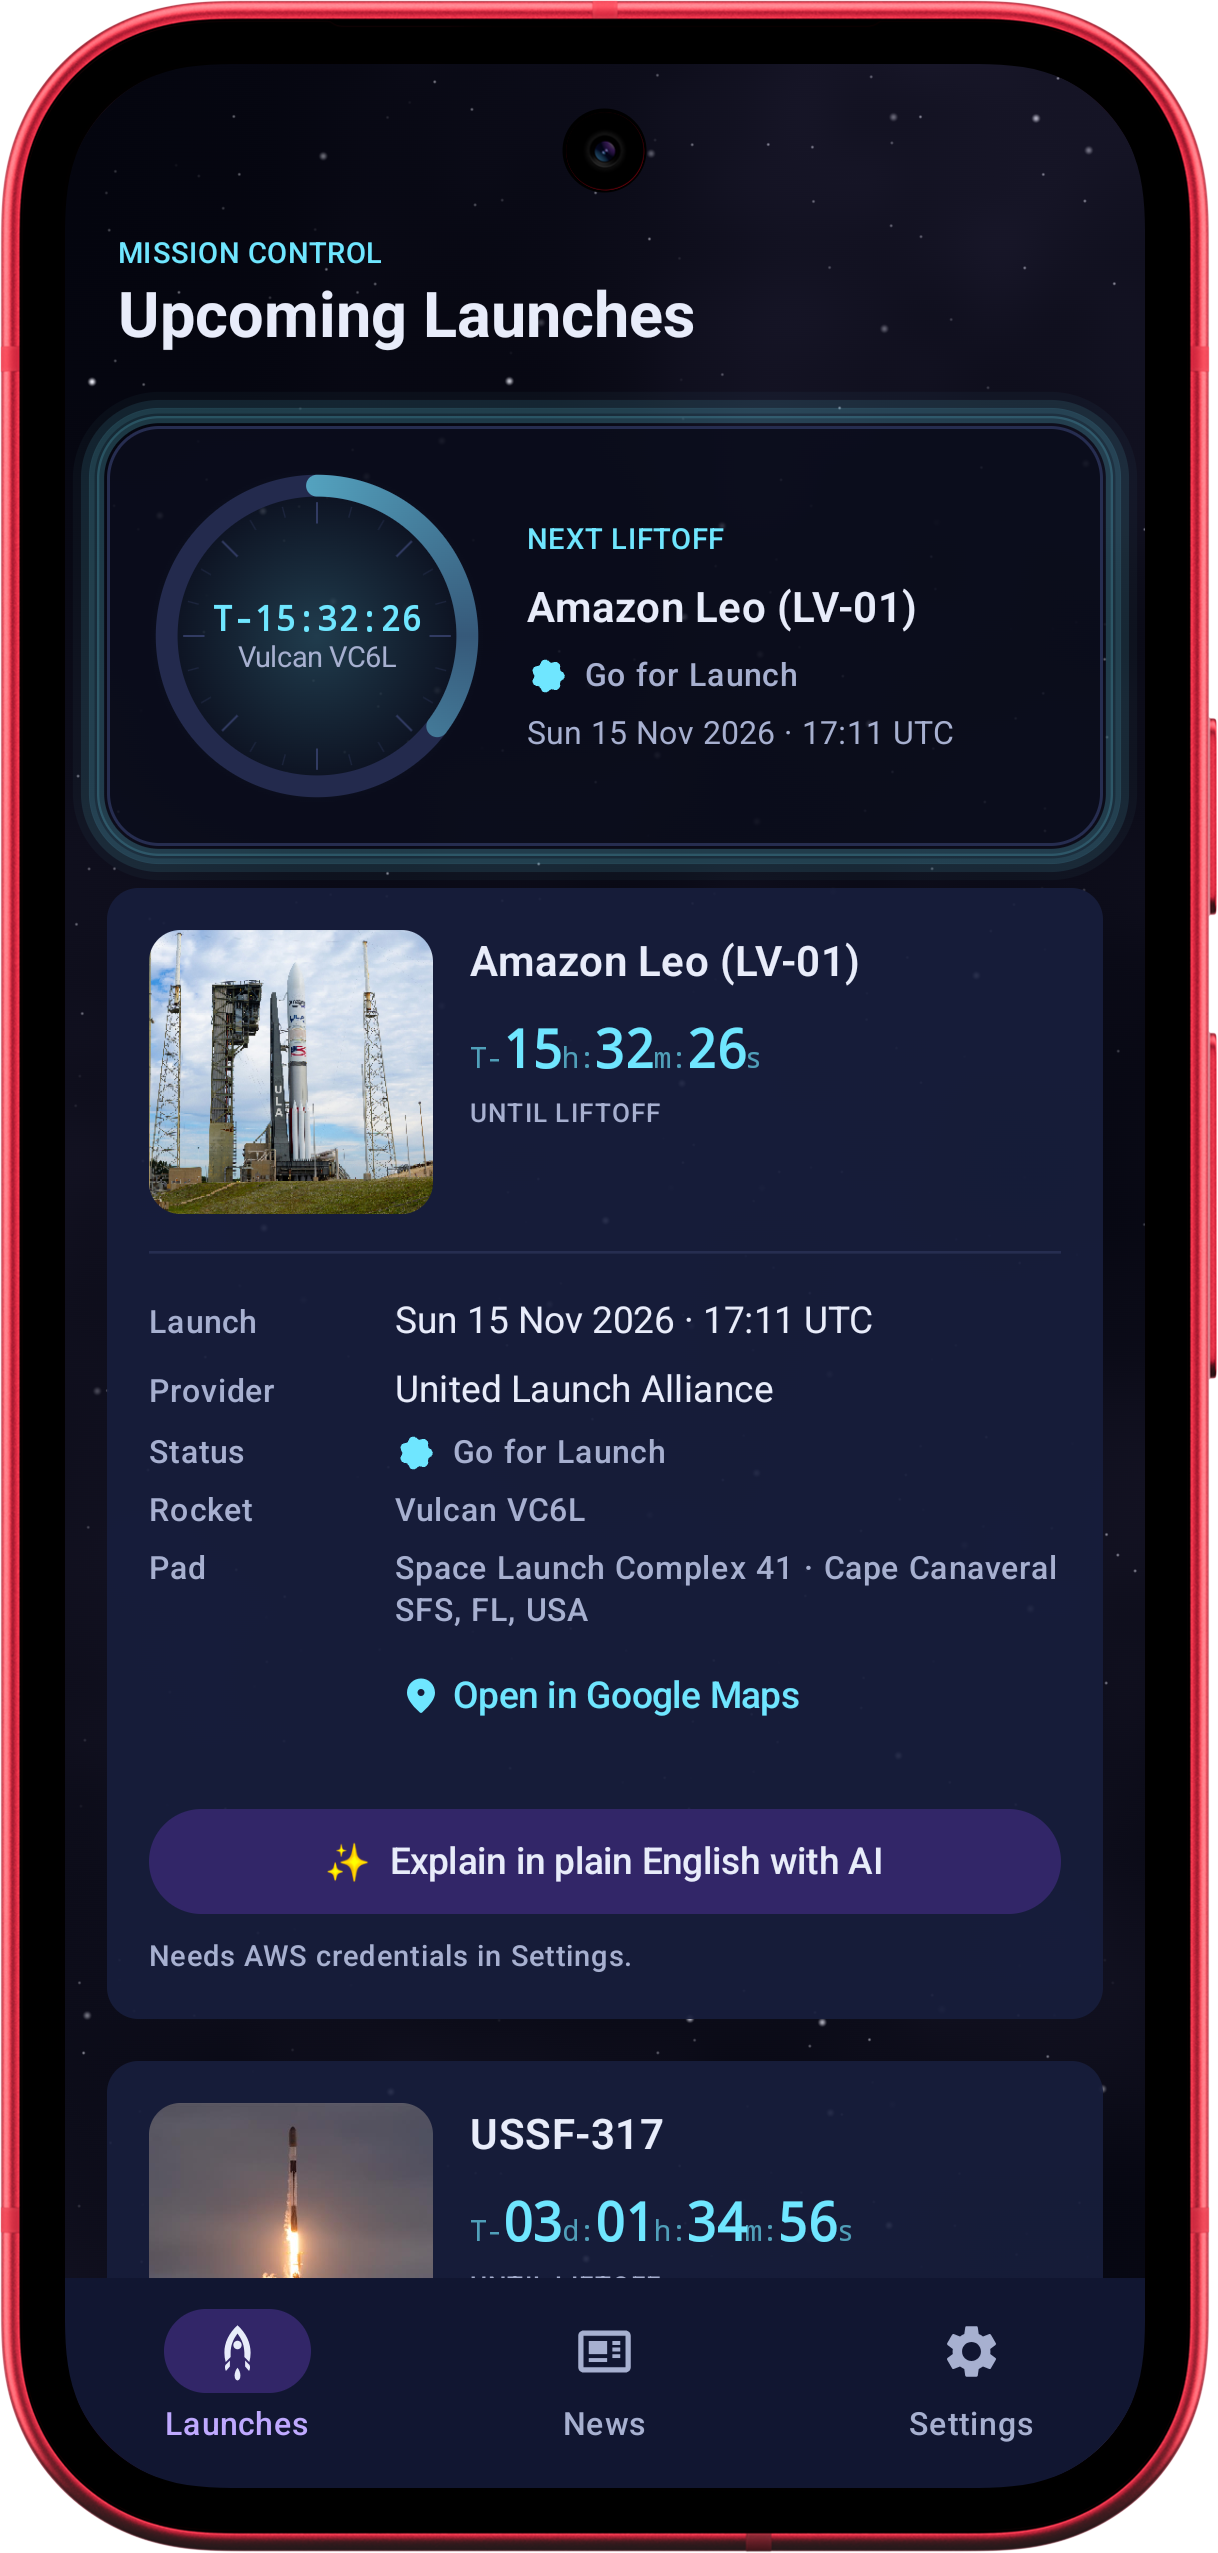 MISSION CONTROL
Upcoming Launches
T-15:32:26
Vulcan VC6L
NEXT LIFTOFF
Amazon Leo (LV-01)
Go for Launch
Sun 15 Nov 2026 · 17:11 UTC
ULA
Amazon Leo (LV-01)
T-15h:32m:26s
UNTIL LIFTOFF
Launch Sun 15 Nov 2026 · 17:11 UTC
Provider United Launch Alliance
Status Go for Launch
Rocket Vulcan VC6L
Pad Space Launch Complex 41 · Cape Canaveral
SFS, FL, USA
Open in Google Maps
✨ Explain in plain English with AI
Needs AWS credentials in Settings.
USSF-317
T-03d:01h:34m:56s
Launches
News
Settings